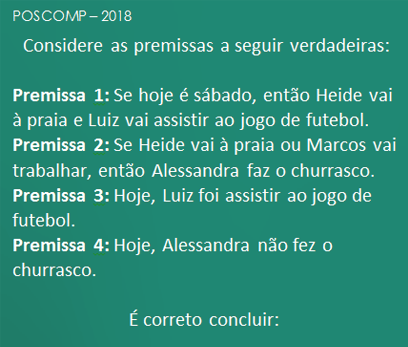 POSCOMP – 2018
Considere as premissas a seguir verdadeiras:
Premissa 1: Se hoje é sábado, então Heide vai
à praia e Luiz vai assistir ao jogo de futebol.
Premissa 2: Se Heide vai à praia ou Marcos vai
trabalhar, então Alessandra faz o churrasco.
Premissa 3: Hoje, Luiz foi assistir ao jogo de
futebol.
Premissa 4: Hoje, Alessandra não fez o
churrasco.
É correto concluir: